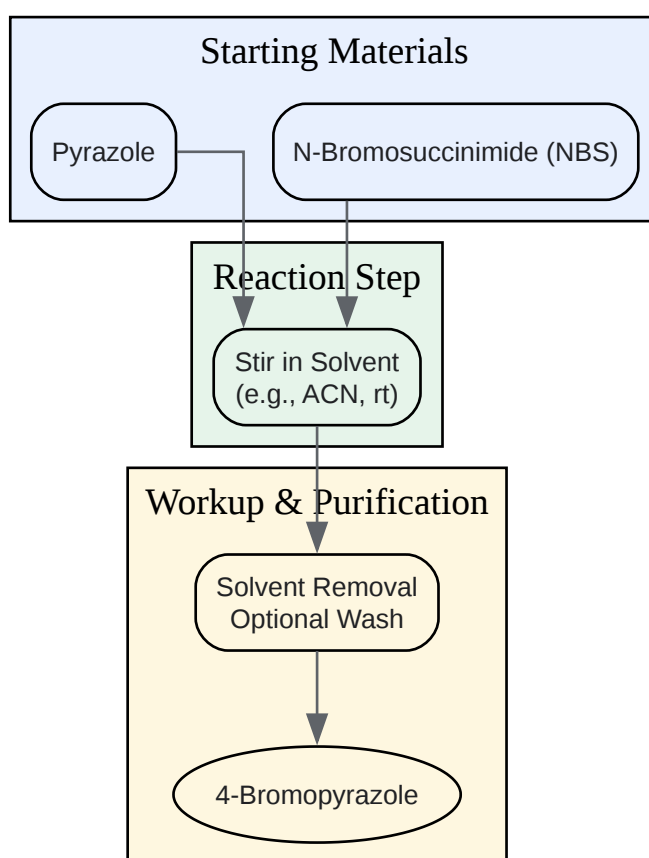 Starting Materials
Pyrazole
N-Bromosuccinimide (NBS)
Reaction Step
Stir in Solvent
(e.g., ACN, rt)
Workup & Purification
Solvent Removal
Optional Wash
4-Bromopyrazole